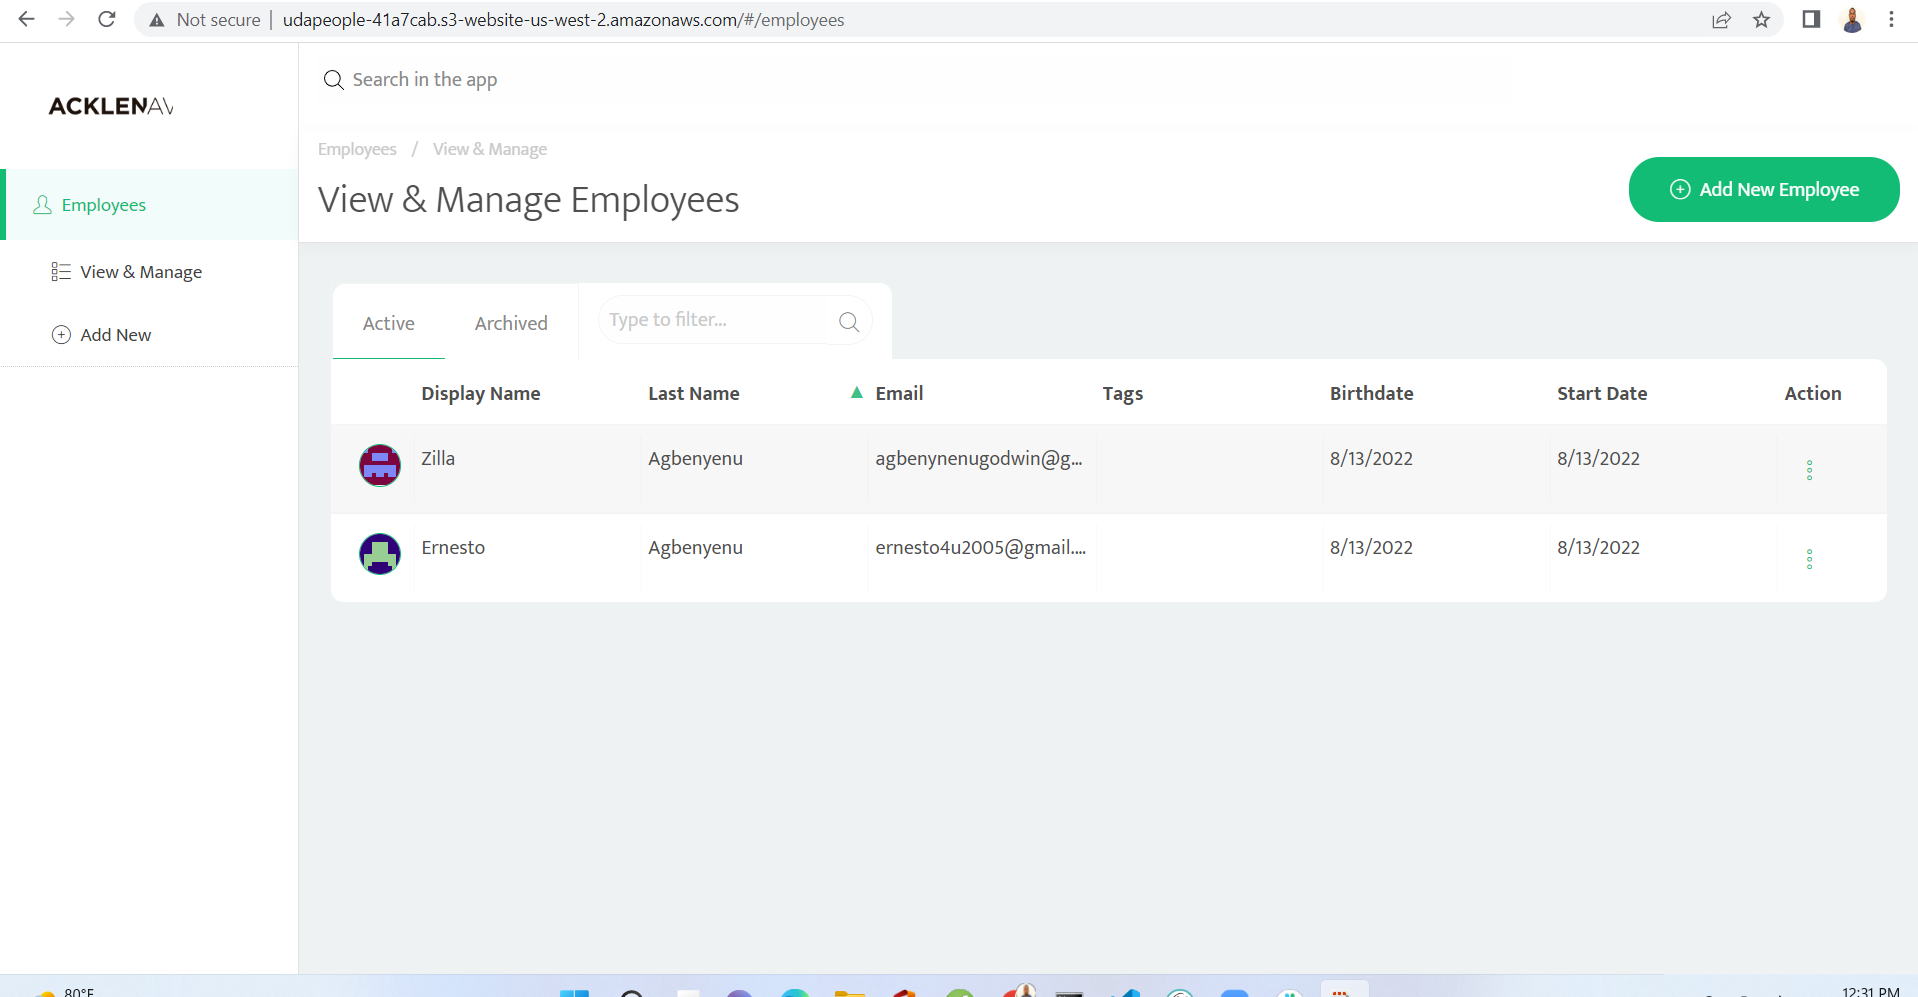 Not secure | udapeople-41a7cab.s3-website-us-west-2.amazonaws.com/#/employees
Search in the app
ACKLENAV
Employees / View & Manage
View & Manage Employees
Add New Employee
Employees
View & Manage
Add New
Active Archived Type to filter...
Display Name Last Name ▲ Email Tags Birthdate Start Date Action
Zilla Agbenyenu agbenynenugodwin@g... 8/13/2022 8/13/2022
Ernesto Agbenyenu ernesto4u2005@gmail.... 8/13/2022 8/13/2022
80°F
12:31 PM